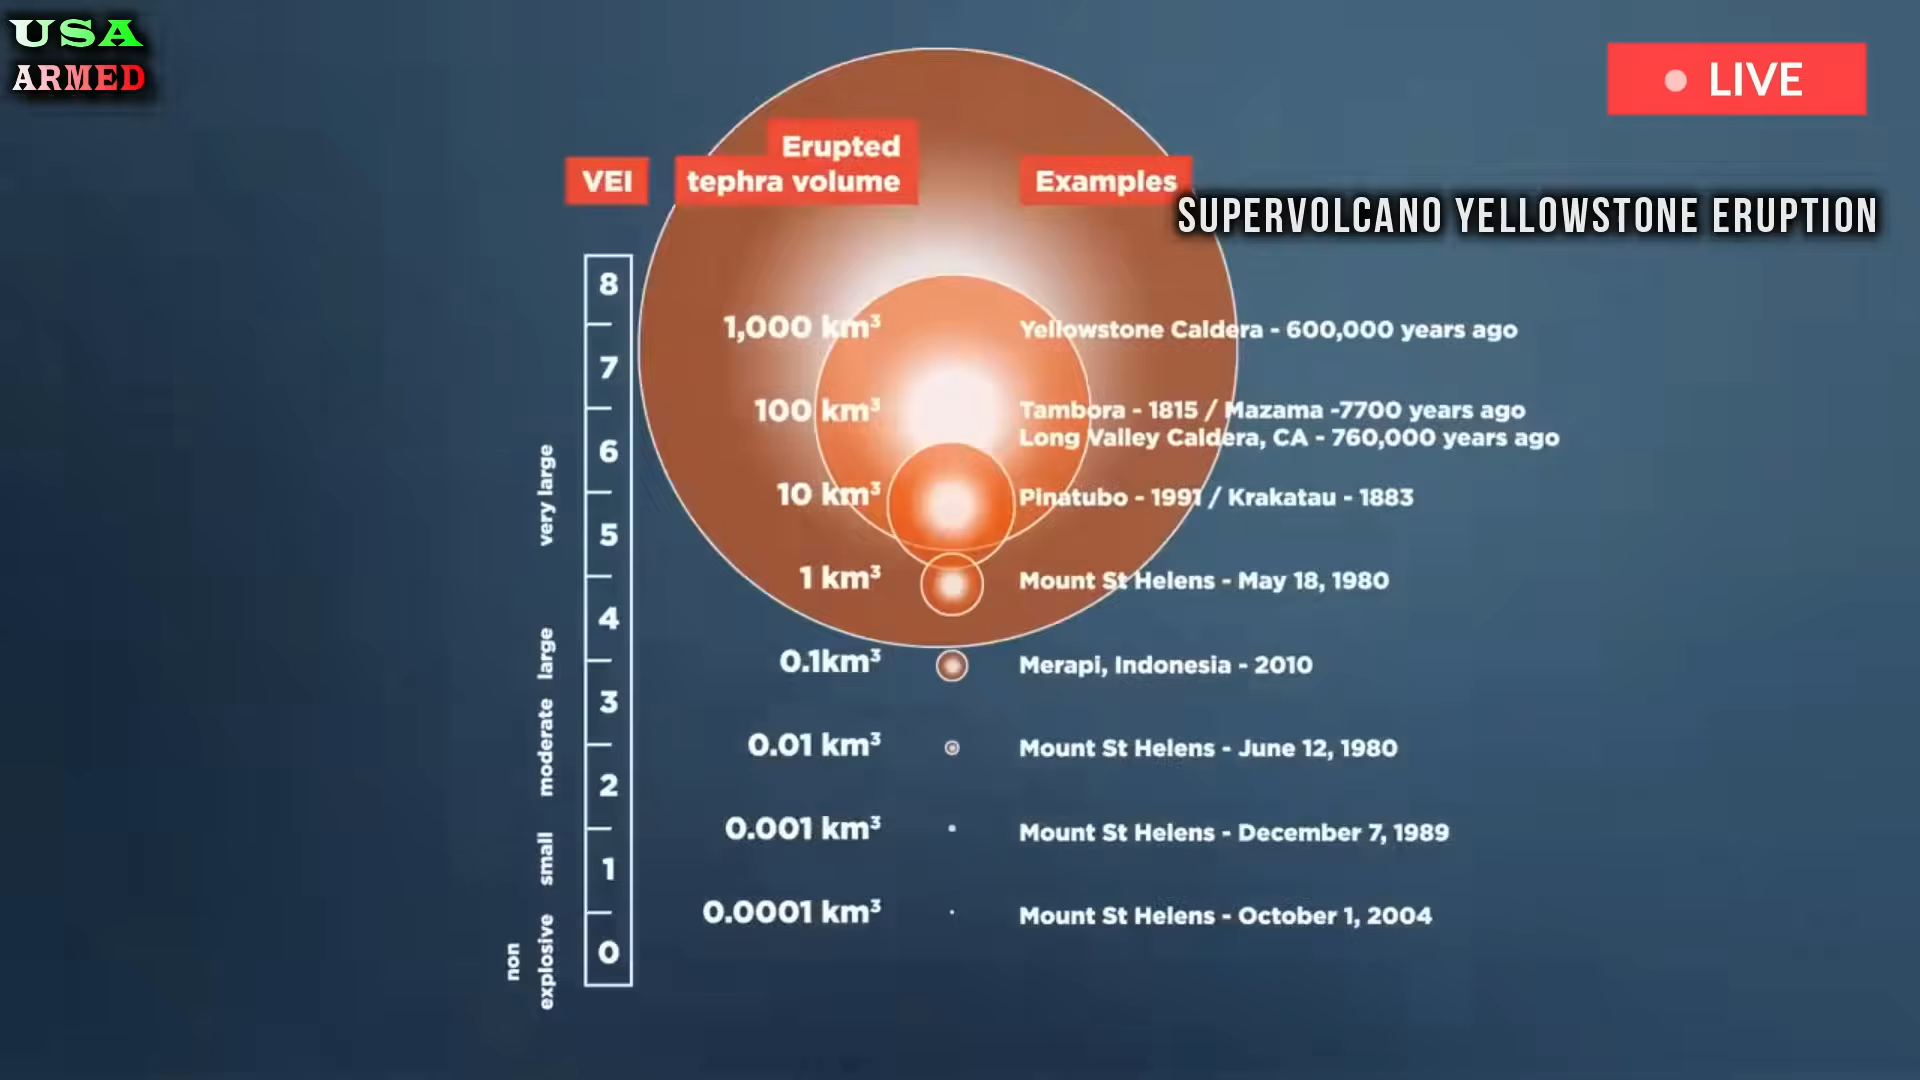 USA
ARMED
LIVE
SUPERVOLCANO YELLOWSTONE ERUPTION
VEI
Erupted
tephra volume
Examples
8
1,000 km³
Yellowstone Caldera - 600,000 years ago
7
100 km³
Tambora - 1815 / Mazama -7700 years ago
Long Valley Caldera, CA - 760,000 years ago
6
very large
10 km³
Pinatubo - 1991 / Krakatau - 1883
5
1 km³
Mount St Helens - May 18, 1980
4
large
0.1km³
Merapi, Indonesia - 2010
3
moderate
0.01 km³
Mount St Helens - June 12, 1980
2
0.001 km³
Mount St Helens - December 7, 1989
small
1
0.0001 km³
Mount St Helens - October 1, 2004
non
explosive
0